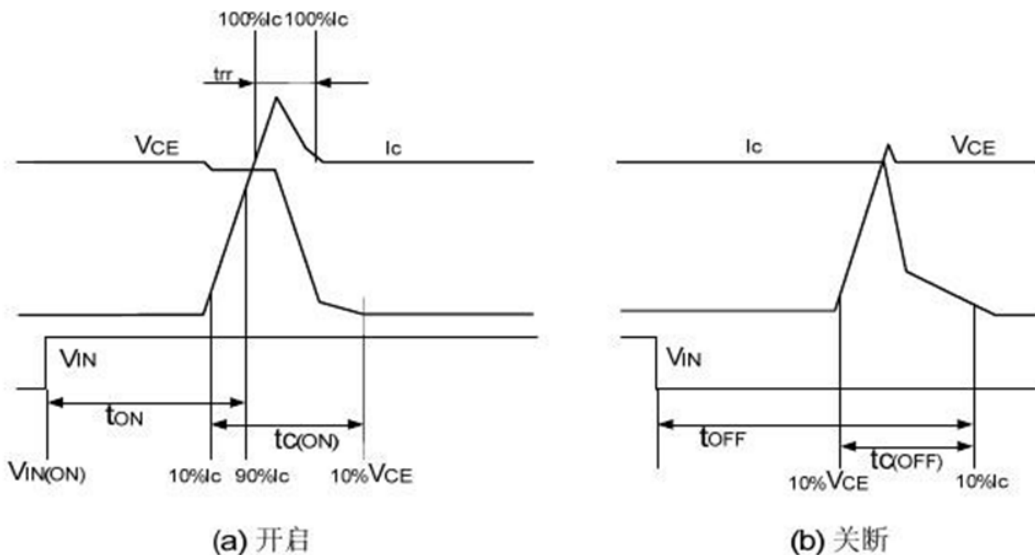 100%Ic 100%Ic
trr
VCE Ic
VIN
tON
tC(ON)
VIN(ON) 10%Ic 90%Ic 10%VCE
(a) 开启
Ic VCE
VIN
tOFF
tC(OFF)
10%VCE 10%Ic
(b) 关断